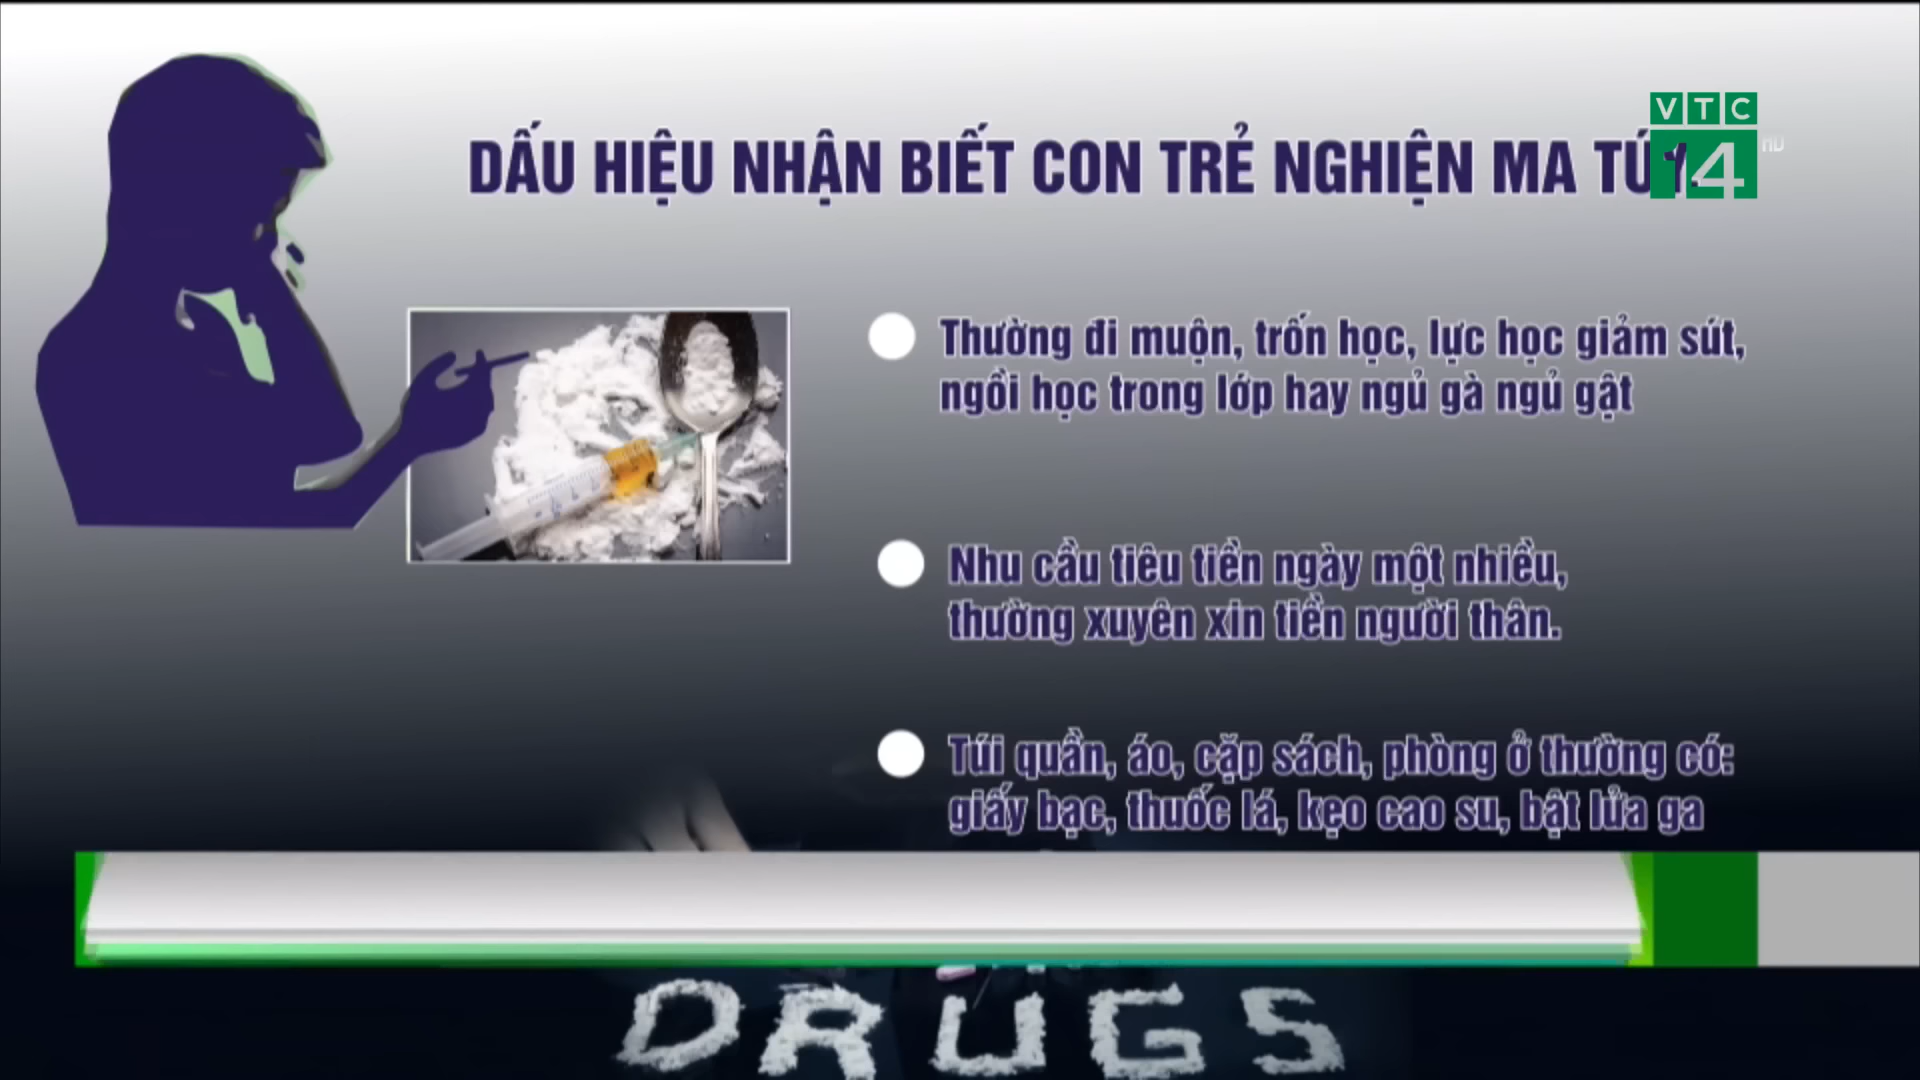 VTC
14
HD
DẤU HIỆU NHẬN BIẾT CON TRẺ NGHIỆN MA TÚY
Thường đi muộn, trốn học, lực học giảm sút,
ngồi học trong lớp hay ngủ gà ngủ gật
Nhu cầu tiêu tiền ngày một nhiều,
thường xuyên xin tiền người thân.
Túi quần, áo, cặp sách, phòng ở thường có:
giấy bạc, thuốc lá, kẹo cao su, bật lửa ga
DRUGS